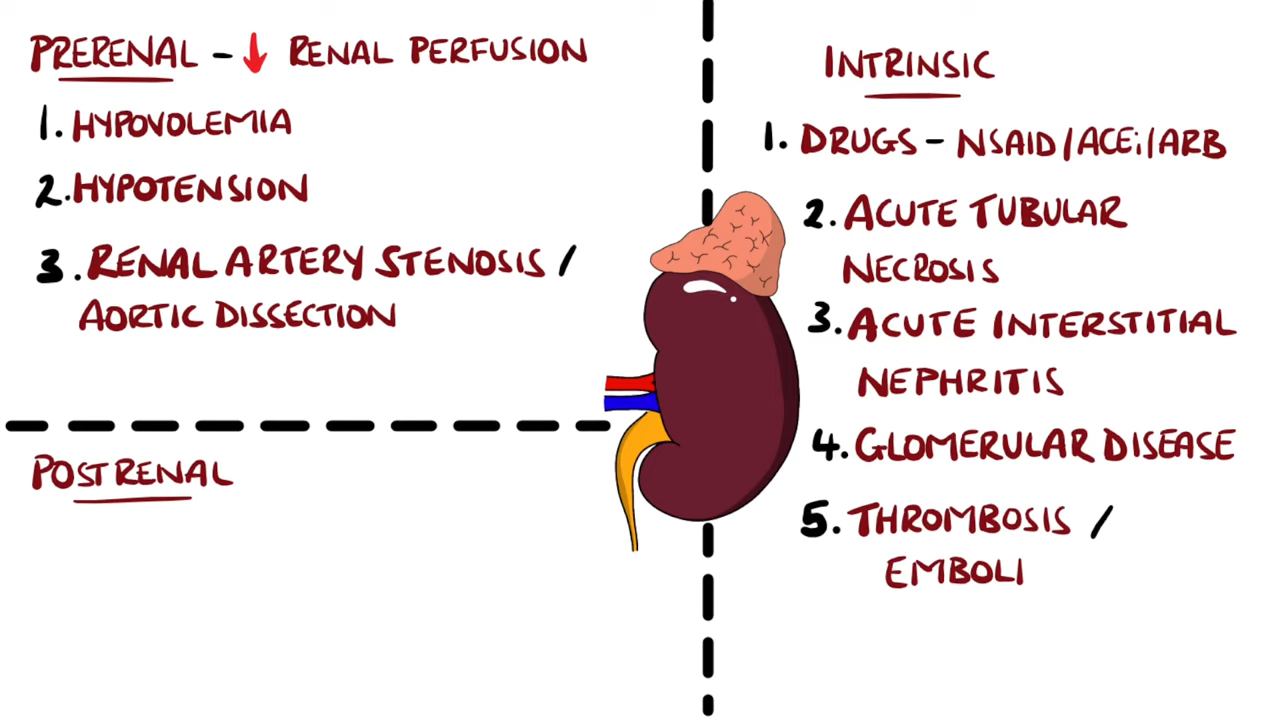 PRERENAL - ↓ RENAL PERFUSION
1. HYPOVOLEMIA
2. HYPOTENSION
3. RENAL ARTERY STENOSIS /
AORTIC DISSECTION
POSTRENAL
INTRINSIC
1. DRUGS - NSAID/ACEi/ARB
2. ACUTE TUBULAR
NECROSIS
3. ACUTE INTERSTITIAL
NEPHRITIS
4. GLOMERULAR DISEASE
5. THROMBOSIS /
EMBOLI